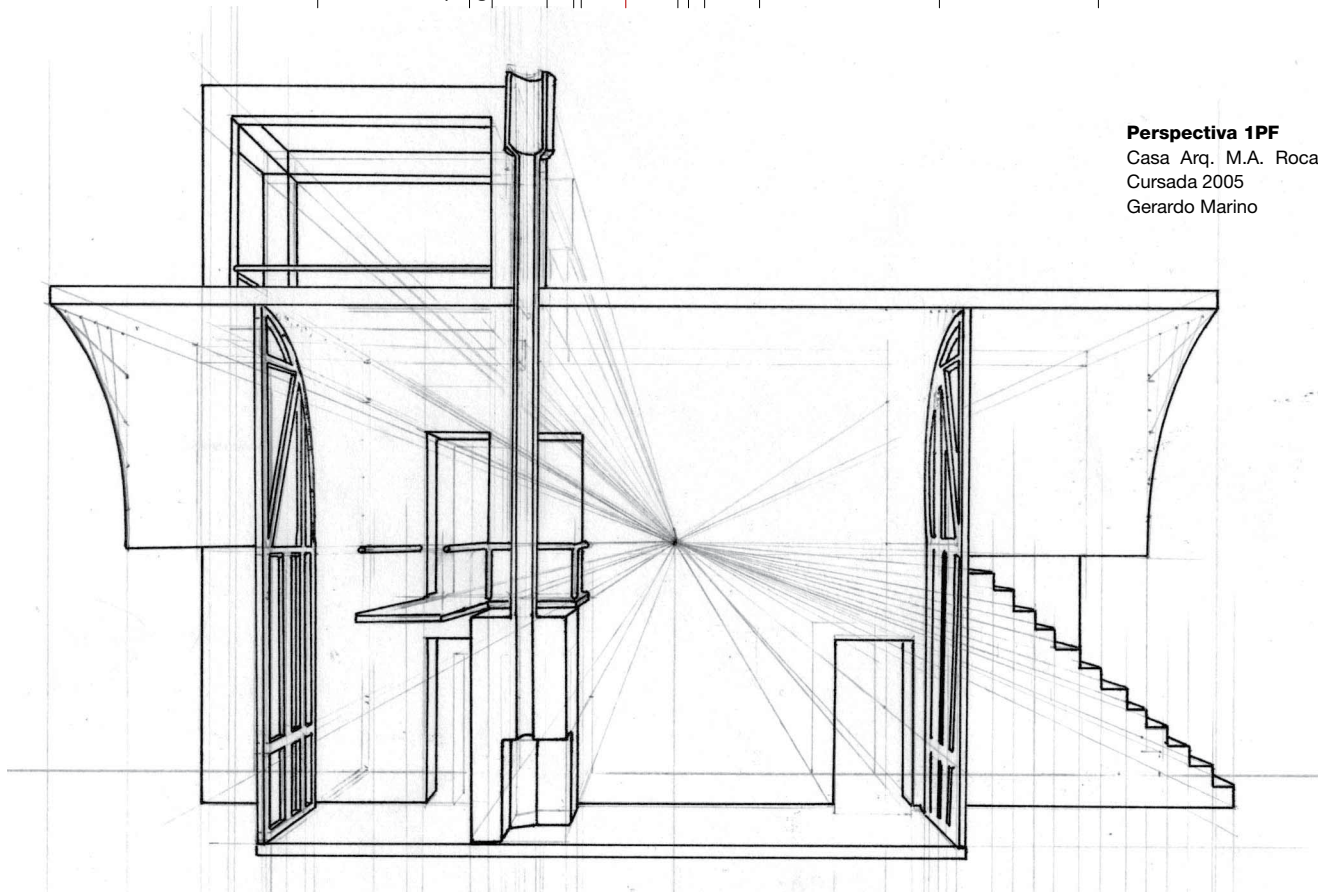 Perspectiva 1PF
Casa Arq. M.A. Roca
Cursada 2005
Gerardo Marino